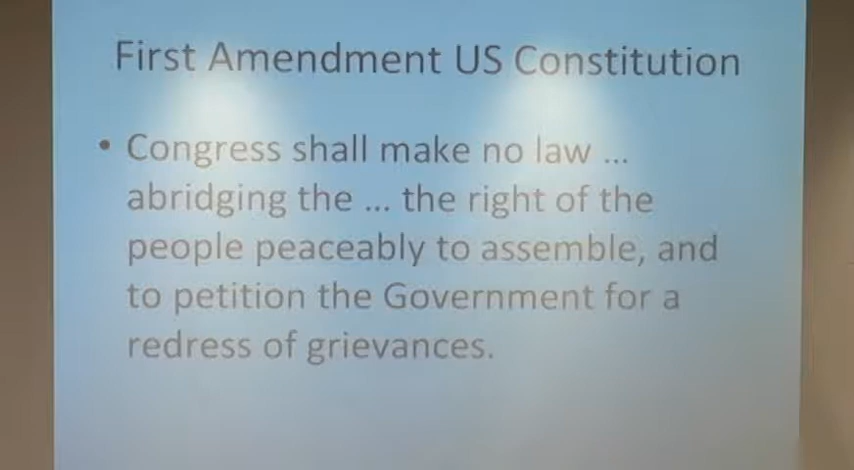 First Amendment US Constitution
• Congress shall make no law ...
abridging the ... the right of the
people peaceably to assemble, and
to petition the Government for a
redress of grievances.